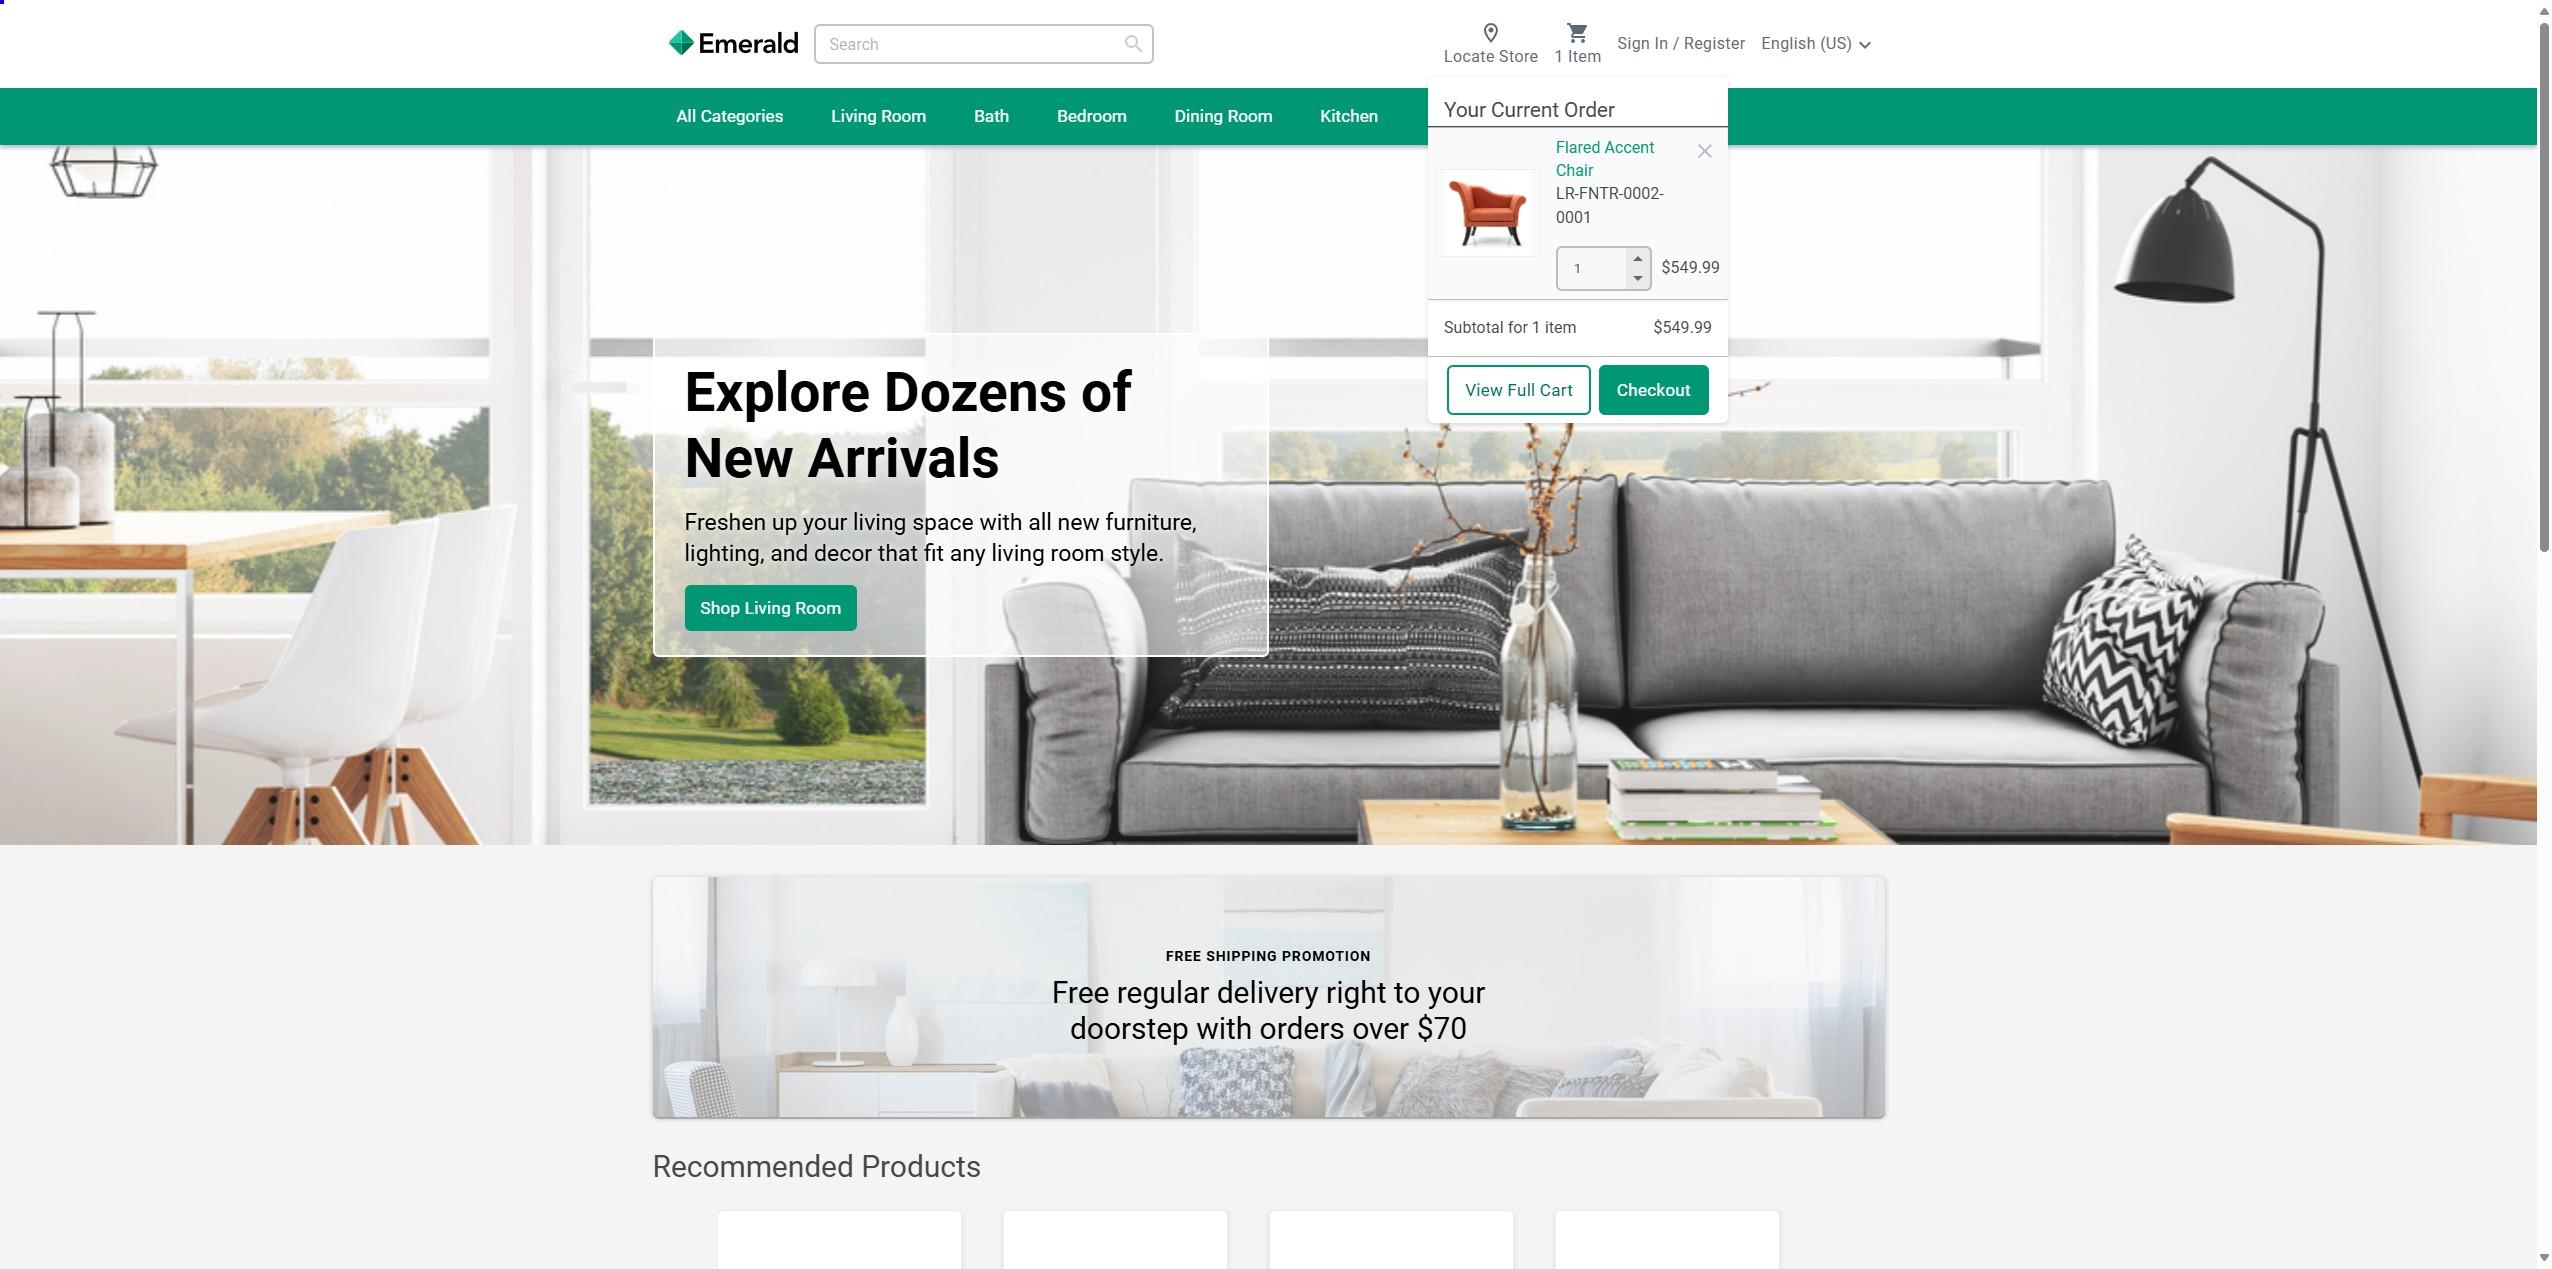 Emerald
Search
Locate Store
1 Item
Sign In / Register
English (US)
All Categories
Living Room
Bath
Bedroom
Dining Room
Kitchen
Your Current Order
Flared Accent
Chair
LR-FNTR-0002-
0001
1
$549.99
Subtotal for 1 item
$549.99
View Full Cart
Checkout
Explore Dozens of
New Arrivals
Freshen up your living space with all new furniture,
lighting, and decor that fit any living room style.
Shop Living Room
FREE SHIPPING PROMOTION
Free regular delivery right to your
doorstep with orders over $70
Recommended Products